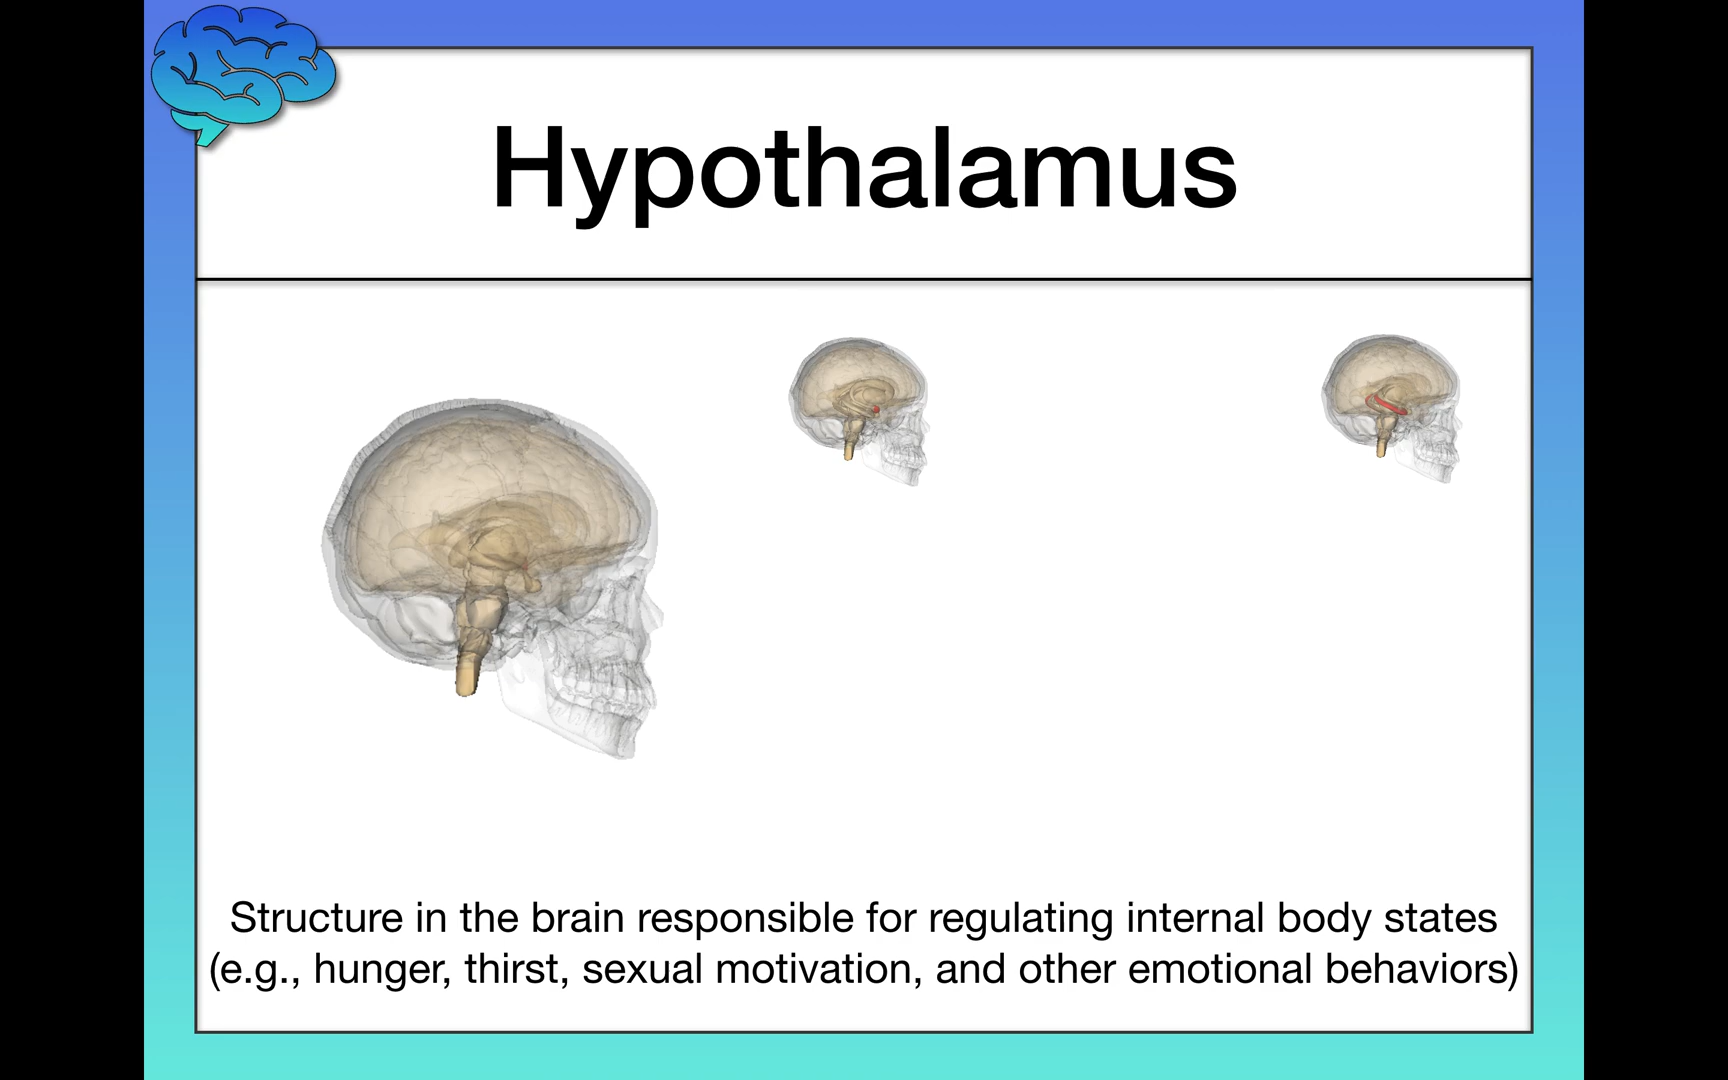 Hypothalamus
Structure in the brain responsible for regulating internal body states
(e.g., hunger, thirst, sexual motivation, and other emotional behaviors)